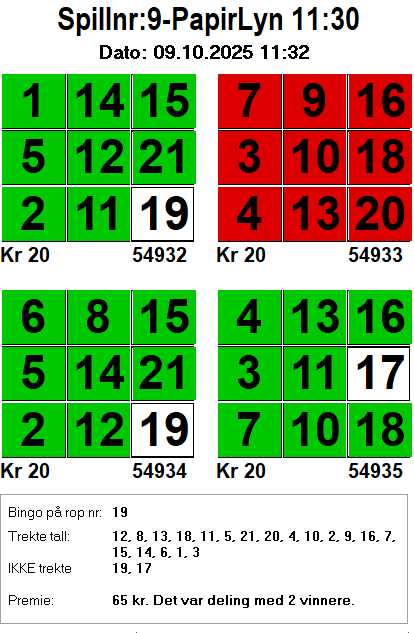 Spillnr:9-PapirLyn 11:30
Dato: 09.10.2025 11:32
1 14 15
5 12 21
2 11 19
Kr 20 54932
7 9 16
3 10 18
4 13 20
Kr 20 54933
6 8 15
5 14 21
2 12 19
Kr 20 54934
4 13 16
3 11 17
7 10 18
Kr 20 54935
Bingo på rop nr: 19
Trekte tall: 12, 8, 13, 18, 11, 5, 21, 20, 4, 10, 2, 9, 16, 7,
15, 14, 6, 1, 3
IKKE trekte 19, 17
Premie: 65 kr. Det var deling med 2 vinnere.